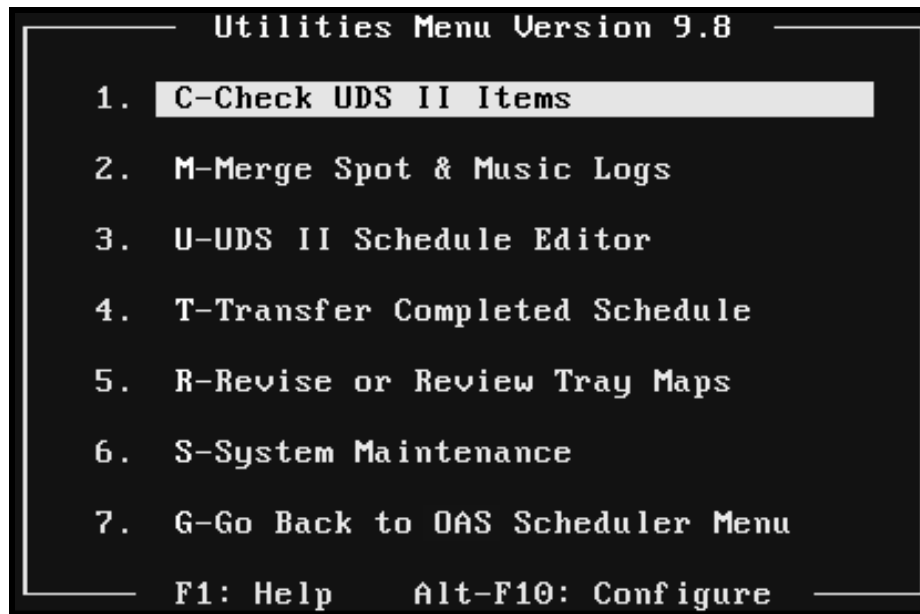 Utilities Menu Version 9.8
1. C-Check UDS II Items
2. M-Merge Spot & Music Logs
3. U-UDS II Schedule Editor
4. T-Transfer Completed Schedule
5. R-Revise or Review Tray Maps
6. S-System Maintenance
7. G-Go Back to OAS Scheduler Menu
F1: Help Alt-F10: Configure